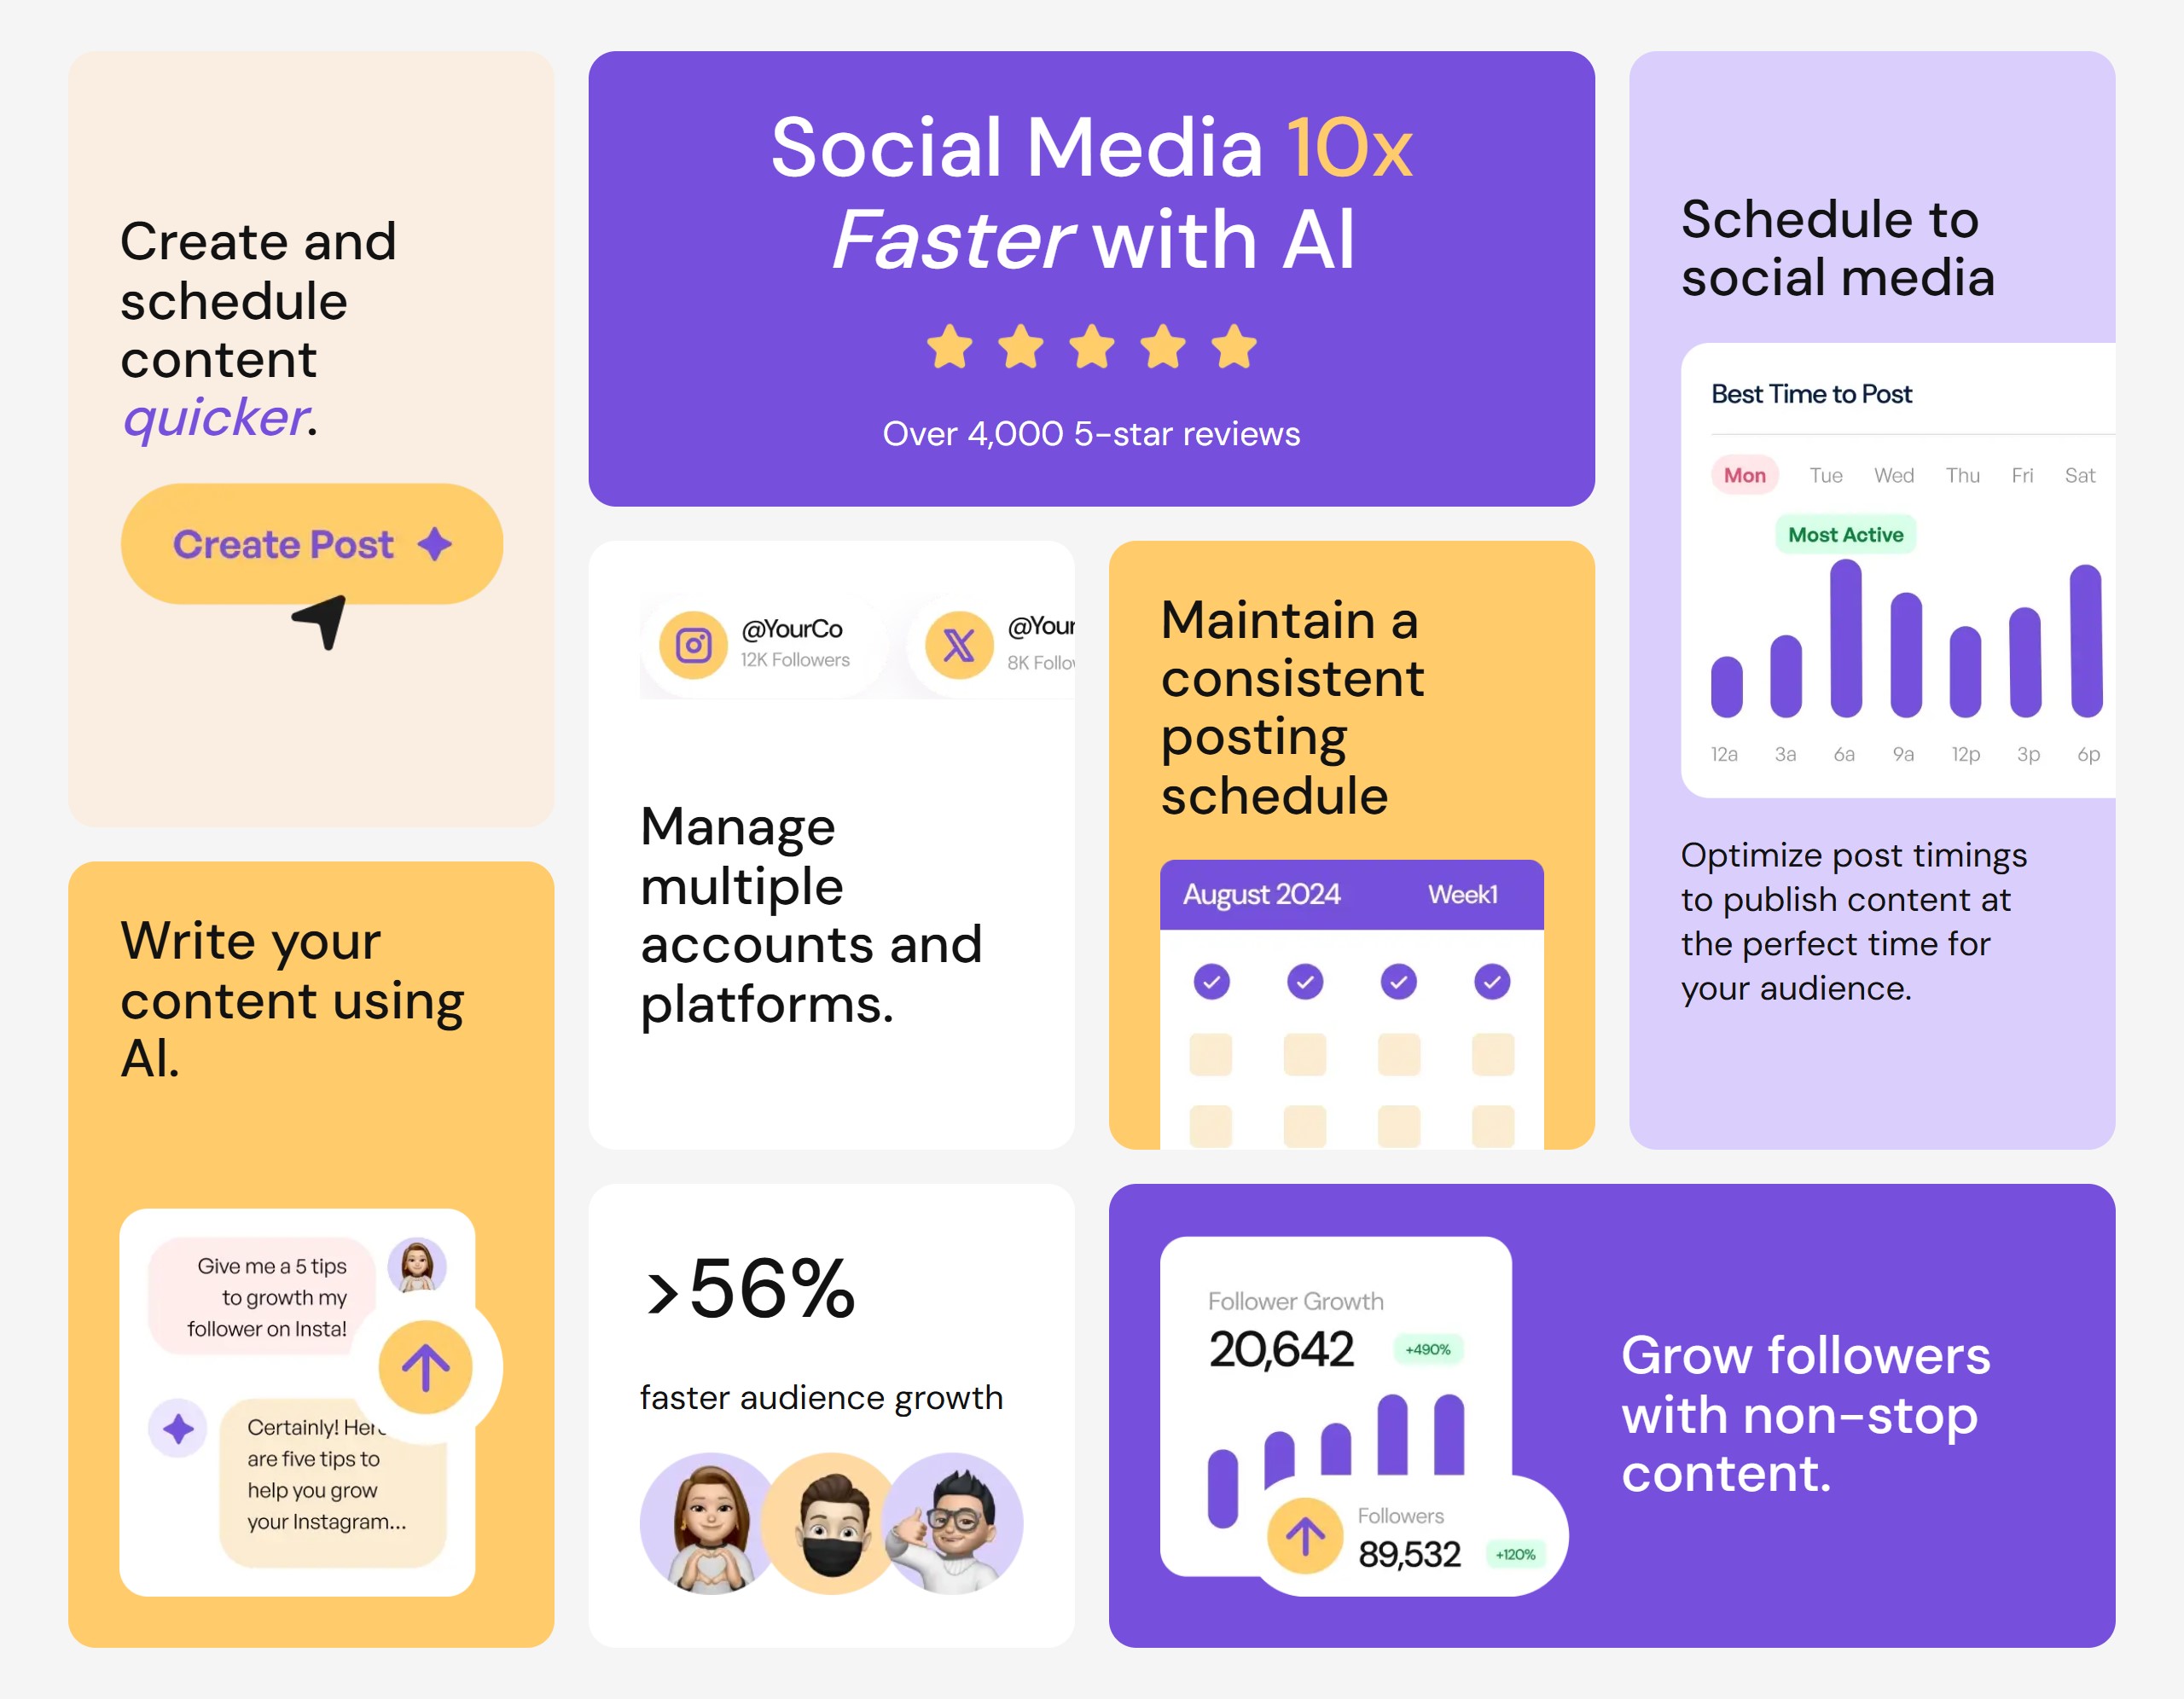 Create and
schedule
content
quicker.
Create Post
Social Media 10x
Faster with AI
Over 4,000 5-star reviews
Schedule to
social media
Best Time to Post
Mon Tue Wed Thu Fri Sat
Most Active
12a 3a 6a 9a 12p 3p 6p
Optimize post timings
to publish content at
the perfect time for
your audience.
@YourCo
12K Followers
@Your
8K Follo
Manage
multiple
accounts and
platforms.
Maintain a
consistent
posting
schedule
August 2024 Week1
Write your
content using
AI.
Give me a 5 tips
to growth my
follower on Insta!
Certainly! Here
are five tips to
help you grow
your Instagram...
>56%
faster audience growth
Follower Growth
20,642 +490%
Followers
89,532 +120%
Grow followers
with non-stop
content.